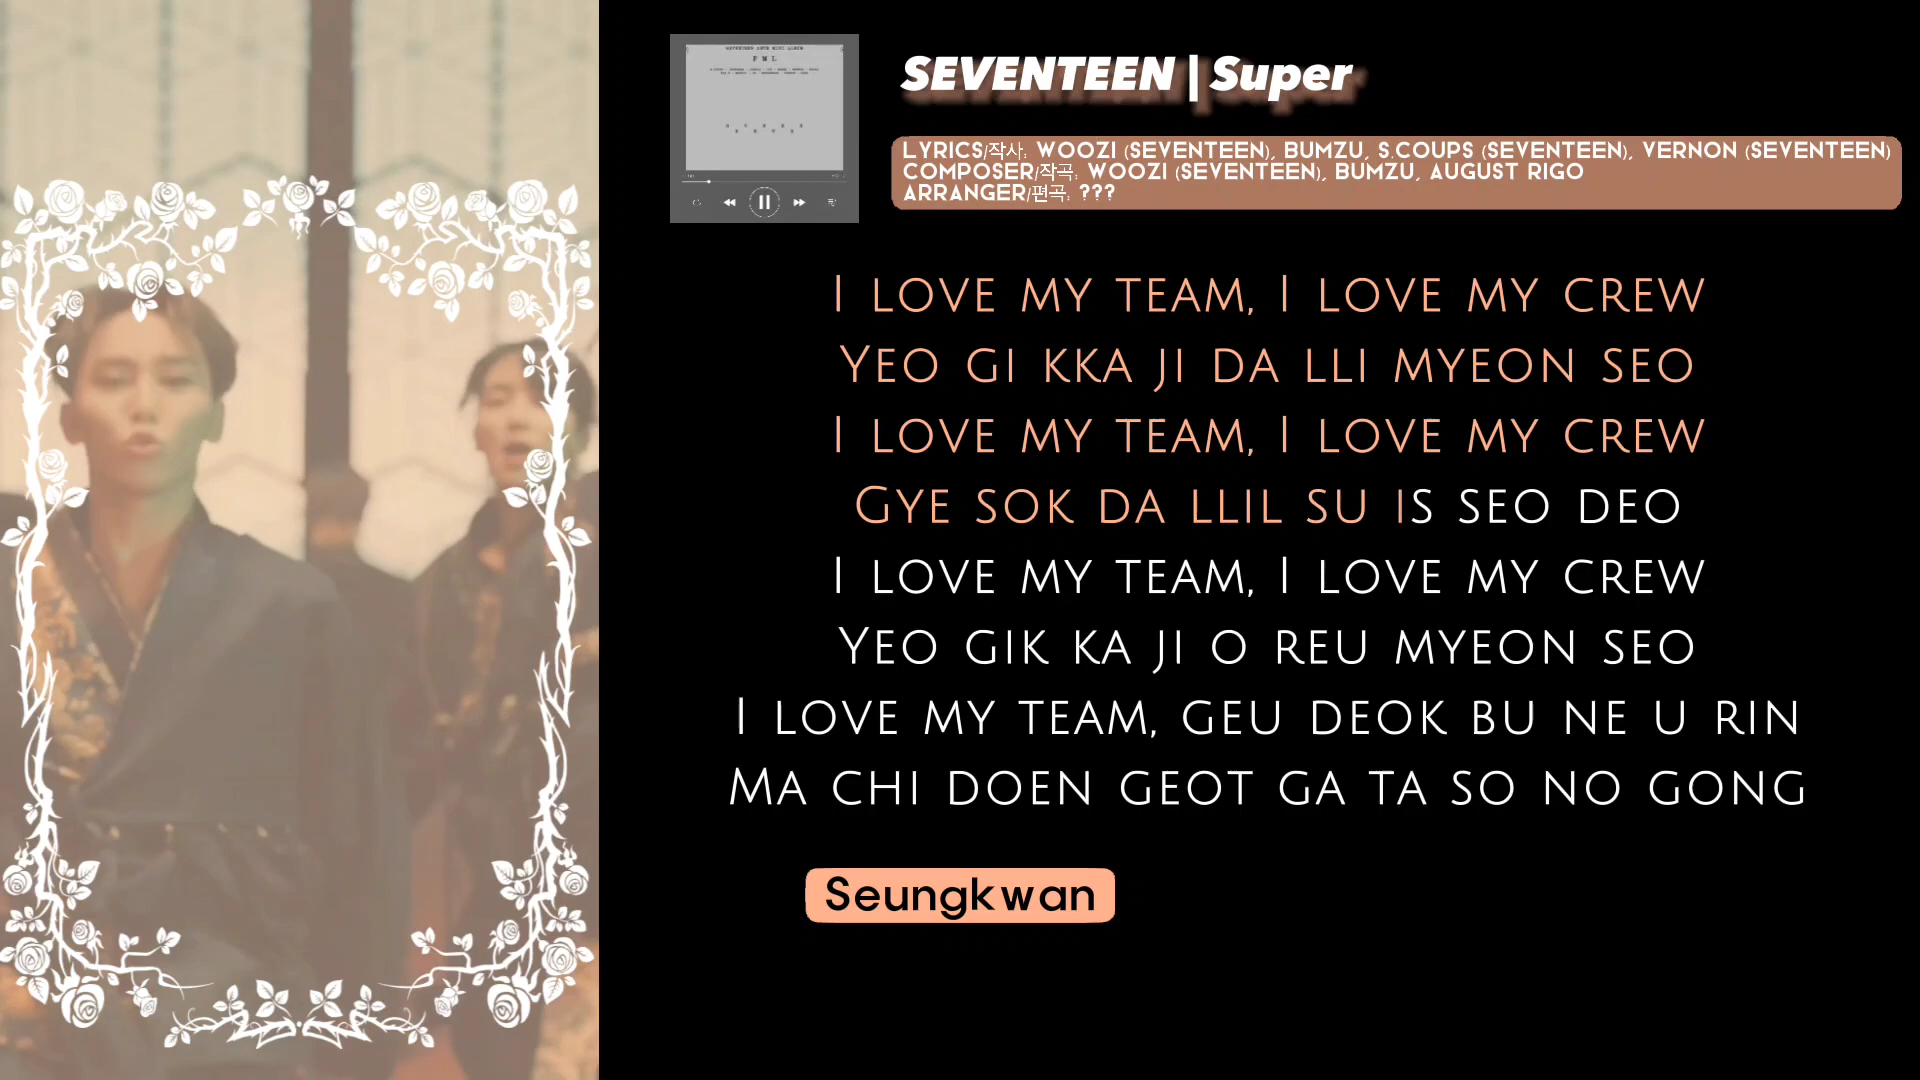 SEVENTEEN 10TH MINI ALBUM
F M L
SEVENTEEN | Super
LYRICS/작사: WOOZI (SEVENTEEN), BUMZU, S.COUPS (SEVENTEEN), VERNON (SEVENTEEN)
COMPOSER/작곡: WOOZI (SEVENTEEN), BUMZU, AUGUST RIGO
ARRANGER/편곡: ???
I love my team, I love my crew
Yeo gi kka ji da lli myeon seo
I love my team, I love my crew
Gye sok da llil su is seo deo
I love my team, I love my crew
Yeo gik ka ji o reu myeon seo
I love my team, geu deok bu ne u rin
Ma chi doen geot ga ta so no gong
Seungkwan